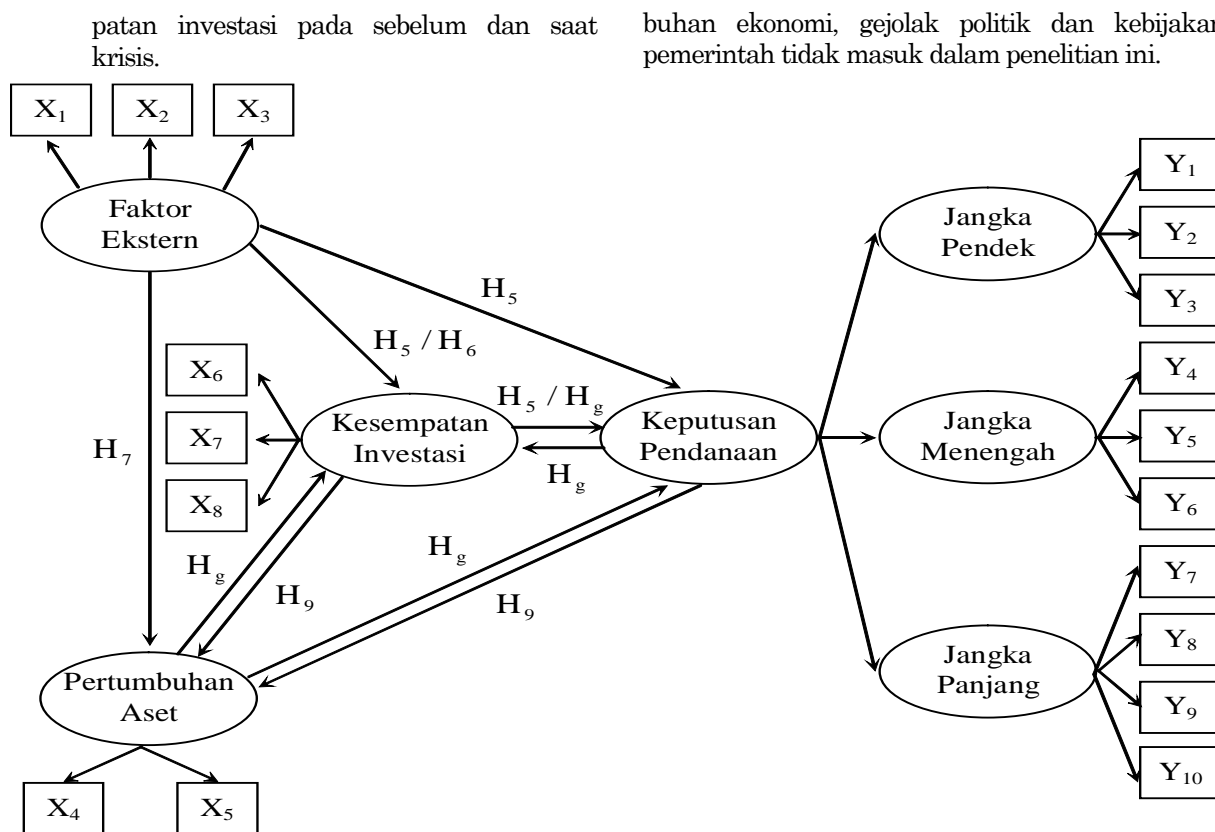 patan investasi pada sebelum dan saat
krisis.
buhan ekonomi, gejolak politik dan kebijakan
pemerintah tidak masuk dalam penelitian ini.
X1
X2
X3
Faktor
Ekstern
H5
H5 / H6
H7
X6
X7
X8
Kesempatan
Investasi
H5 / Hg
Hg
Keputusan
Pendanaan
Hg
H9
Hg
H9
Pertumbuhan
Aset
X4
X5
Jangka
Pendek
Y1
Y2
Y3
Jangka
Menengah
Y4
Y5
Y6
Jangka
Panjang
Y7
Y8
Y9
Y10